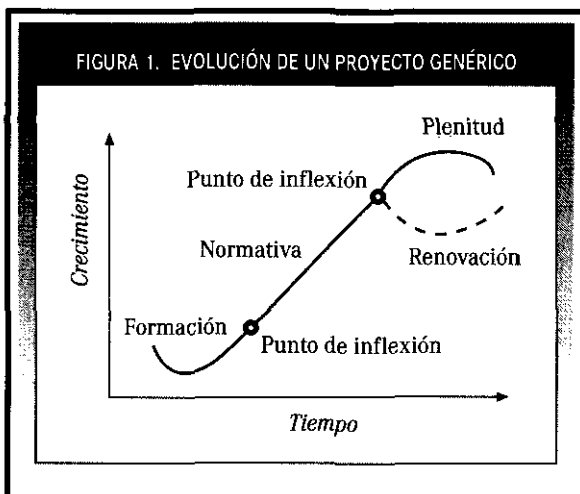 FIGURA 1. EVOLUCIÓN DE UN PROYECTO GENÉRICO
Plenitud
Punto de inflexión
Crecimiento
Normativa
Renovación
Formación
Punto de inflexión
Tiempo